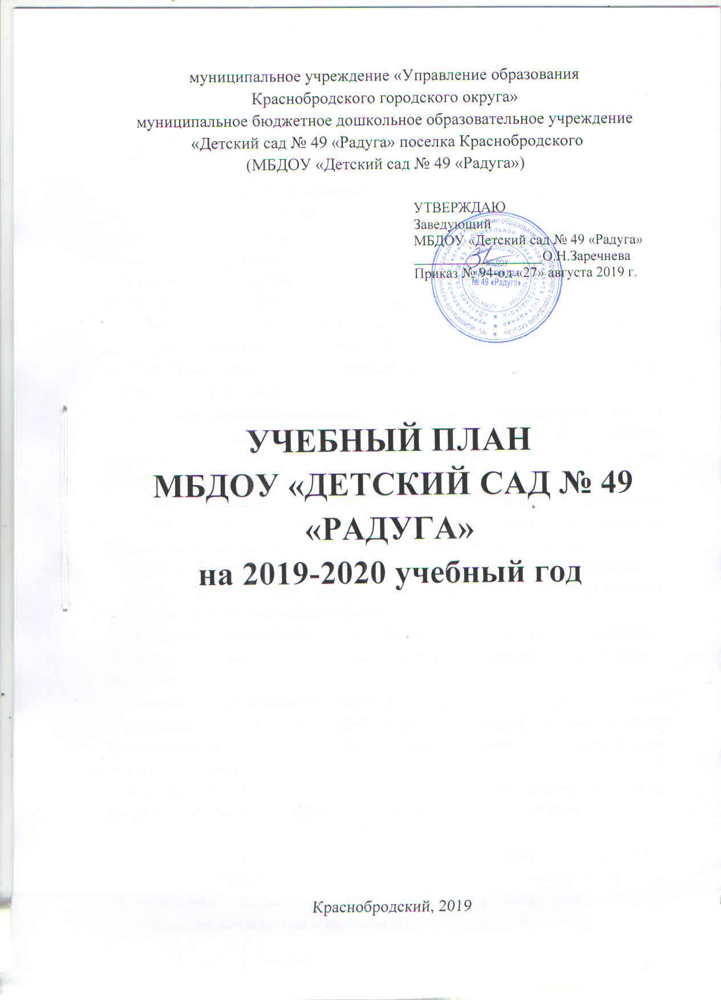 муниципальное учреждение «Управление образования
Краснобродского городского округа»
муниципальное бюджетное дошкольное образовательное учреждение
«Детский сад № 49 «Радуга» поселка Краснобродского
(МБДОУ «Детский сад № 49 «Радуга»)
УТВЕРЖДАЮ
Заведующий
МБДОУ «Детский сад № 49 «Радуга»
О.Н.Заречнева
Приказ № 94-од «27» августа 2019 г.
МБДОУ
«Детский сад
№ 49 «Радуга»
УЧЕБНЫЙ ПЛАН
МБДОУ «ДЕТСКИЙ САД № 49
«РАДУГА»
на 2019-2020 учебный год
Краснобродский, 2019